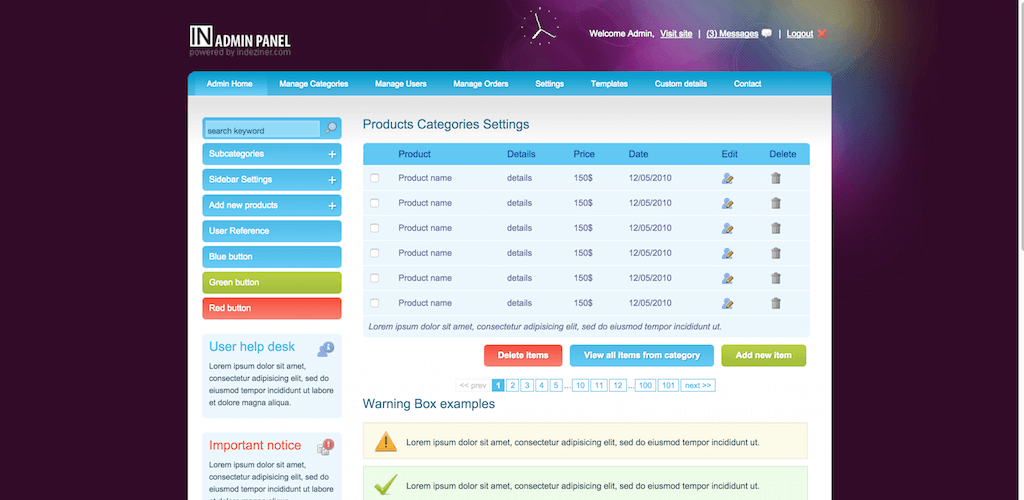 IN ADMIN PANEL
powered by indeziner.com
Welcome Admin, Visit site | (3) Messages | Logout
Admin Home Manage Categories Manage Users Manage Orders Settings Templates Custom details Contact
search keyword
Subcategories +
Sidebar Settings +
Add new products +
User Reference
Blue button
Green button
Red button
User help desk
Lorem ipsum dolor sit amet,
consectetur adipisicing elit, sed do
eiusmod tempor incididunt ut labore
et dolore magna aliqua.
Important notice
Lorem ipsum dolor sit amet,
consectetur adipisicing elit, sed do
eiusmod tempor incididunt ut labore
et dolore magna aliqua.
Products Categories Settings
Product Details Price Date Edit Delete
Product name details 150$ 12/05/2010
Product name details 150$ 12/05/2010
Product name details 150$ 12/05/2010
Product name details 150$ 12/05/2010
Product name details 150$ 12/05/2010
Product name details 150$ 12/05/2010
Lorem ipsum dolor sit amet, consectetur adipisicing elit, sed do eiusmod tempor incididunt ut.
Delete items View all items from category Add new item
<< prev 1 2 3 4 5 ... 10 11 12 ... 100 101 next >>
Warning Box examples
Lorem ipsum dolor sit amet, consectetur adipisicing elit, sed do eiusmod tempor incididunt ut.
Lorem ipsum dolor sit amet, consectetur adipisicing elit, sed do eiusmod tempor incididunt ut.